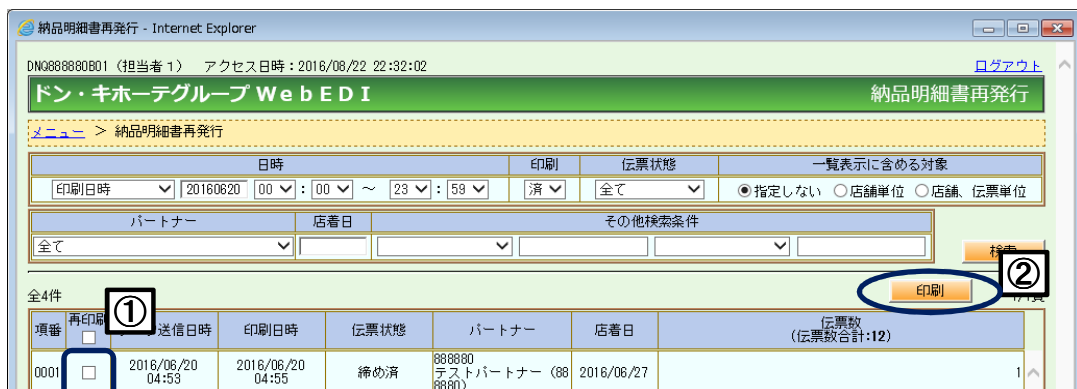 納品明細書再発行 - Internet Explorer
DNQ888880B01 (担当者1) アクセス日時:2016/08/22 22:32:02 ログアウト
ドン・キホーテグループWebEDI 納品明細書再発行
メニュー > 納品明細書再発行
日時 印刷 伝票状態 一覧表示に含める対象
印刷日時 20160620 00 : 00 ～ 23 : 59 済 全て 指定しない 店舗単位 店舗、伝票単位
パートナー 店着日 その他検索条件
全て
検索
②
全4件 印刷
①
項番 再印刷 送信日時 印刷日時 伝票状態 パートナー 店着日 伝票数
(伝票数合計:12)
0001 2016/06/20 04:53 2016/06/20 04:55 締め済 888880 テストパートナー (888880) 2016/06/27 1